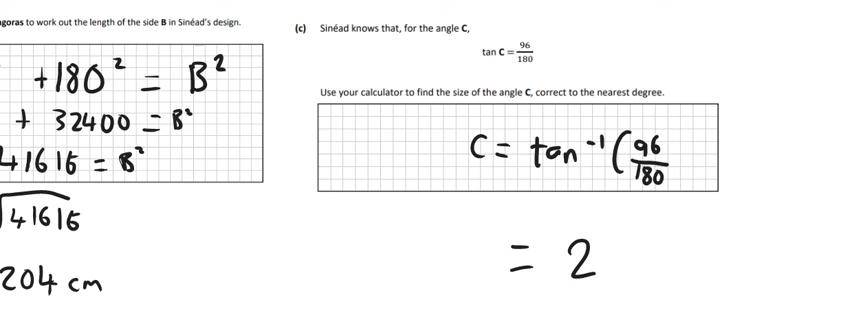 agoras to work out the length of the side B in Sinéad's design.
+180² = B²
+ 32400 = B²
41616 = B²
√41616
204 cm
(c) Sinéad knows that, for the angle C,
tan C = 96/180
Use your calculator to find the size of the angle C, correct to the nearest degree.
C = tan⁻¹ (96/180
= 2